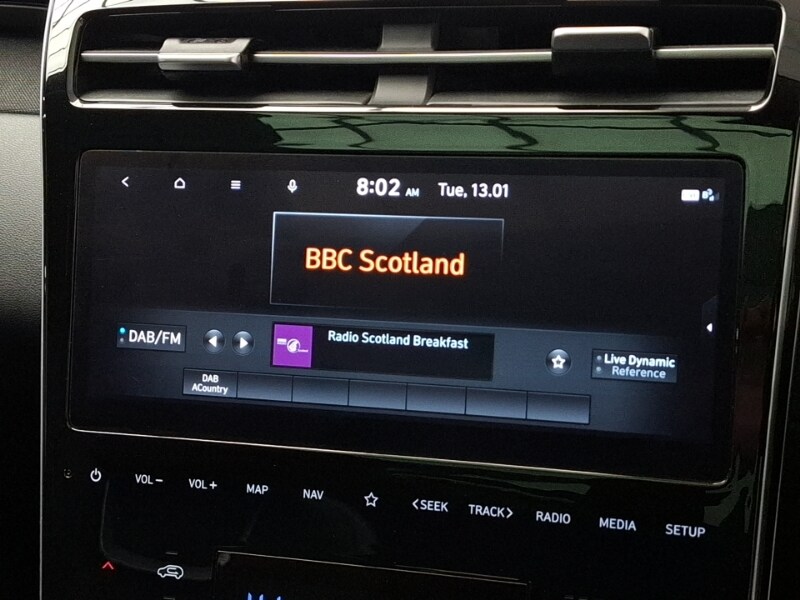 8:02 AM Tue, 13.01
BBC Scotland
DAB/FM
Radio Scotland Breakfast
Live Dynamic
Reference
DAB
ACountry
VOL− VOL+ MAP NAV <SEEK TRACK> RADIO MEDIA SETUP